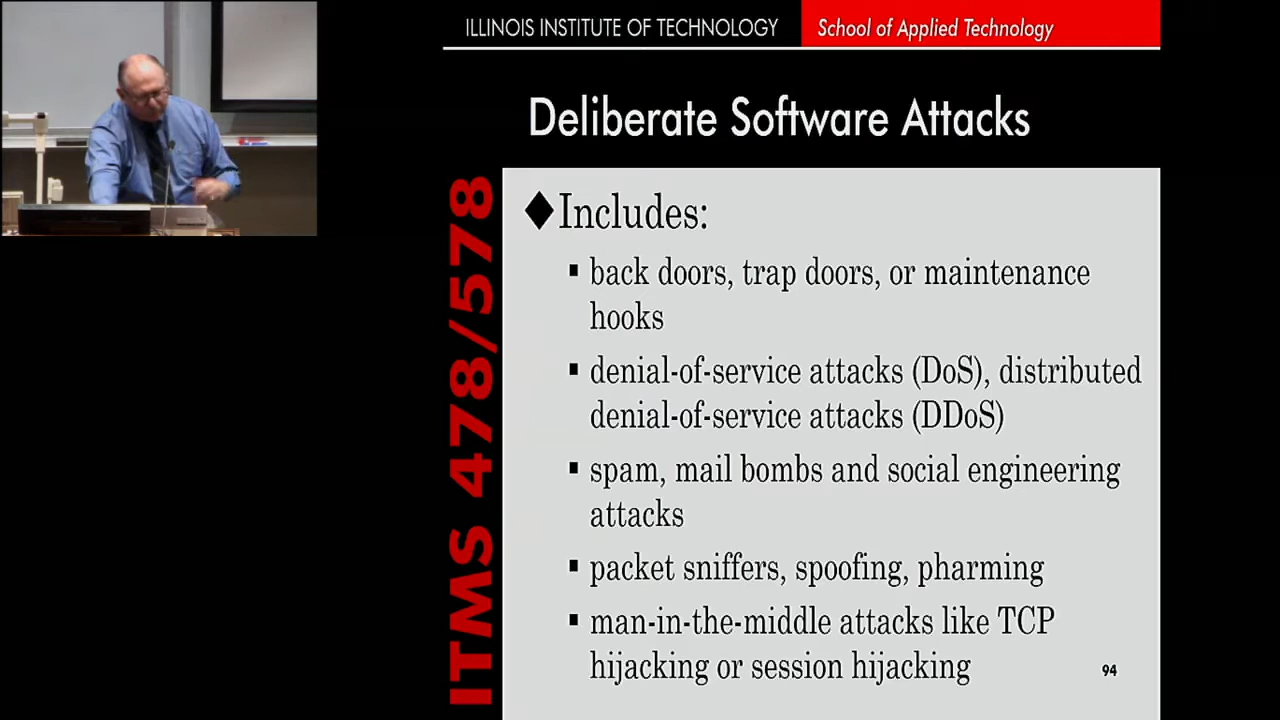 ILLINOIS INSTITUTE OF TECHNOLOGY
School of Applied Technology
Deliberate Software Attacks
ITMS 478/578
◆Includes:
▪ back doors, trap doors, or maintenance
hooks
▪ denial-of-service attacks (DoS), distributed
denial-of-service attacks (DDoS)
▪ spam, mail bombs and social engineering
attacks
▪ packet sniffers, spoofing, pharming
▪ man-in-the-middle attacks like TCP
hijacking or session hijacking
94